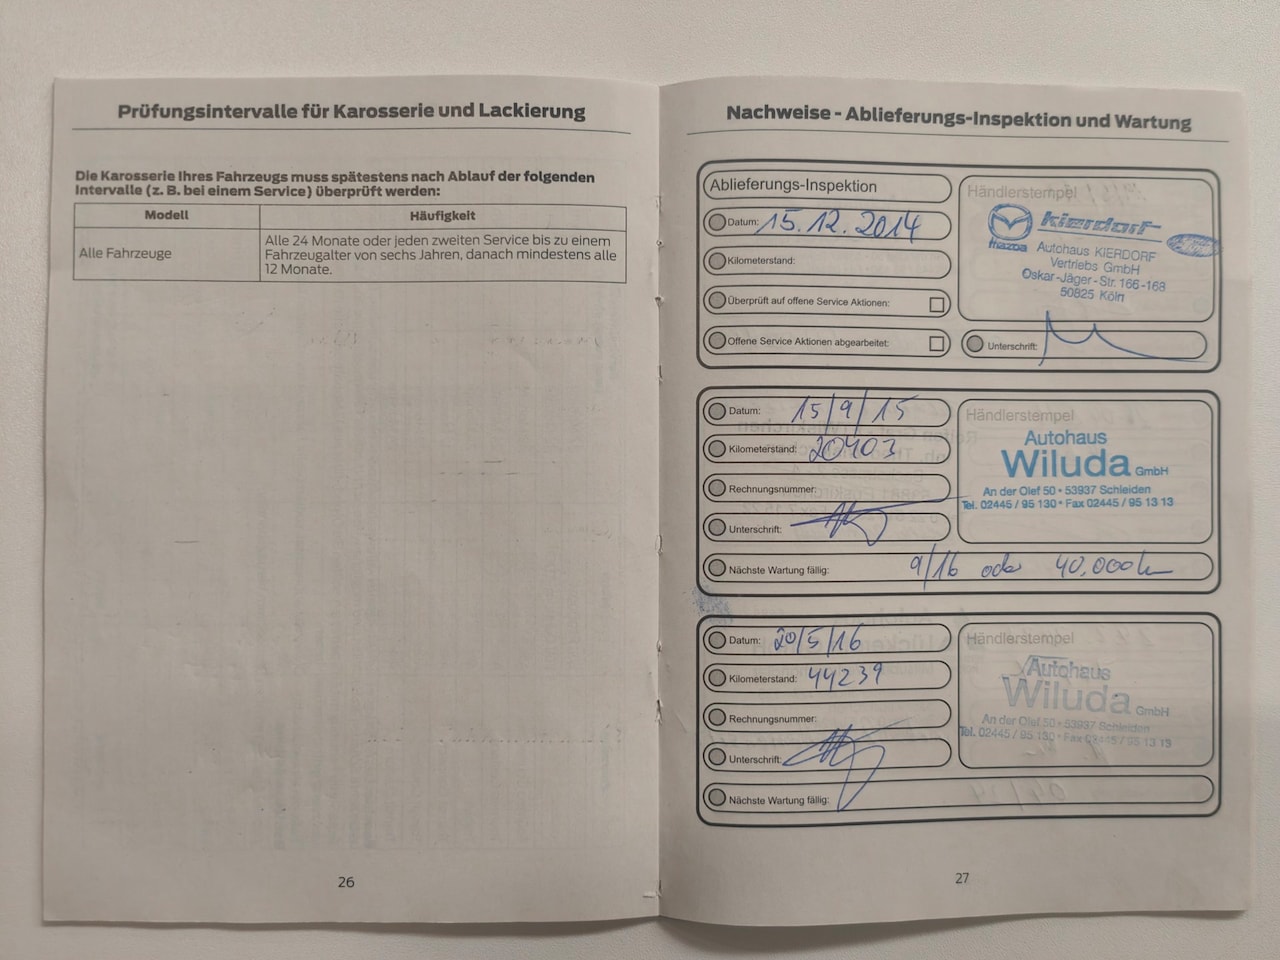 Prüfungsintervalle für Karosserie und Lackierung
Die Karosserie Ihres Fahrzeugs muss spätestens nach Ablauf der folgenden
Intervalle (z. B. bei einem Service) überprüft werden:
Modell
Häufigkeit
Alle Fahrzeuge
Alle 24 Monate oder jeden zweiten Service bis zu einem
Fahrzeugalter von sechs Jahren, danach mindestens alle
12 Monate.
26
Nachweise - Ablieferungs-Inspektion und Wartung
Ablieferungs-Inspektion
Datum: 15.12.2014
Kilometerstand:
Überprüft auf offene Service Aktionen:
Offene Service Aktionen abgearbeitet:
Händlerstempel
mazda
kierdorf
Autohaus KIERDORF
Vertriebs GmbH
Oskar-Jäger-Str. 166-168
50825 Köln
Unterschrift:
Datum: 15/9/15
Kilometerstand: 20403
Rechnungsnummer:
Unterschrift:
Nächste Wartung fällig: 9/16 oder 40.000km
Händlerstempel
Autohaus
Wiluda GmbH
An der Olef 50 • 53937 Schleiden
Tel. 02445 / 95 130 • Fax 02445 / 95 13 13
Datum: 20/5/16
Kilometerstand: 44239
Rechnungsnummer:
Unterschrift:
Nächste Wartung fällig:
Händlerstempel
Autohaus
Wiluda GmbH
An der Olef 50 • 53937 Schleiden
Tel. 02445 / 95 130 • Fax 02445 / 95 13 13
27